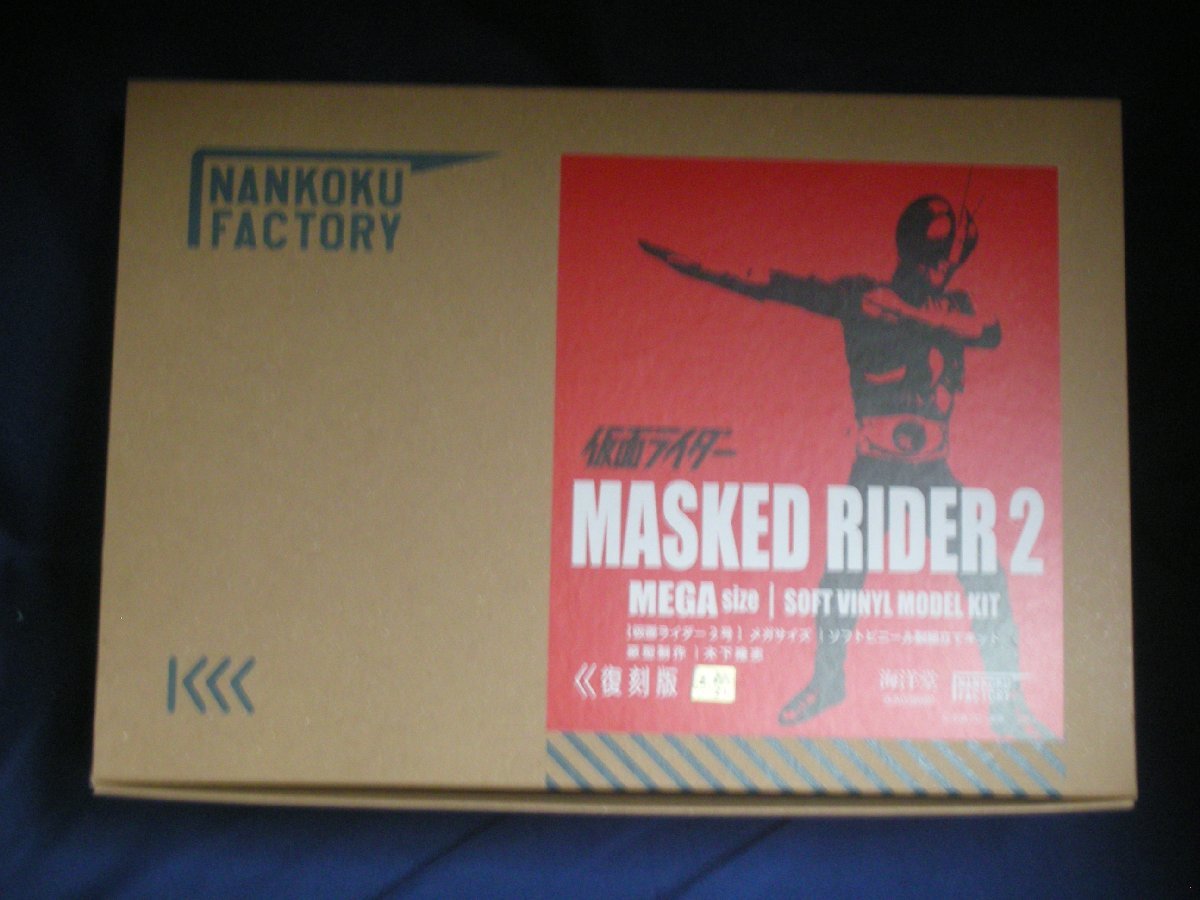 NANKOKU
FACTORY
仮面ライダー
MASKED RIDER 2
MEGA size | SOFT VINYL MODEL KIT
[仮面ライダー2号] メガサイズ | ソフトビニール製組立てキット
原型制作 | 木下隆志
復刻版
海洋堂
NANKOKU
FACTORY